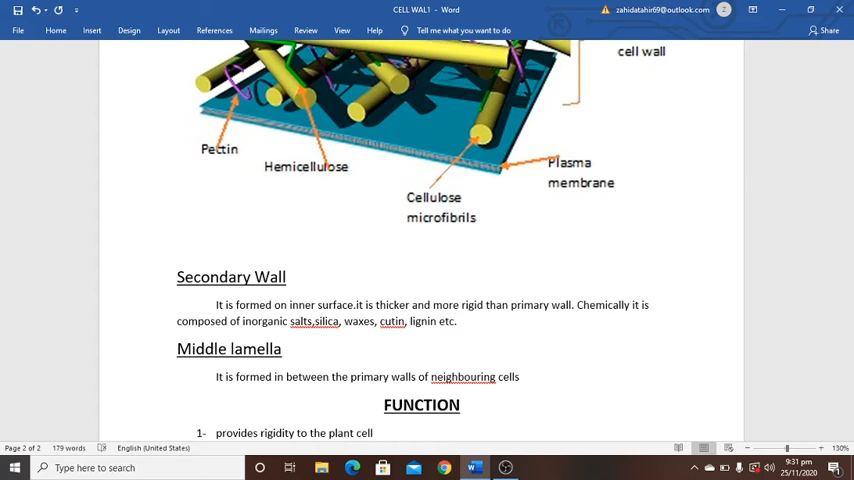 CELL WAL1 - Word
zahidatahir69@outlook.com
Z
File Home Insert Design Layout References Mailings Review View Help Tell me what you want to do Share
cell wall
Pectin
Hemicellulose
Plasma
membrane
Cellulose
microfibrils
Secondary Wall
It is formed on inner surface.it is thicker and more rigid than primary wall. Chemically it is
composed of inorganic salts,silica, waxes, cutin, lignin etc.
Middle lamella
It is formed in between the primary walls of neighbouring cells
FUNCTION
1- provides rigidity to the plant cell
Page 2 of 2 179 words English (United States) 130%
Type here to search
9:31 pm
25/11/2020